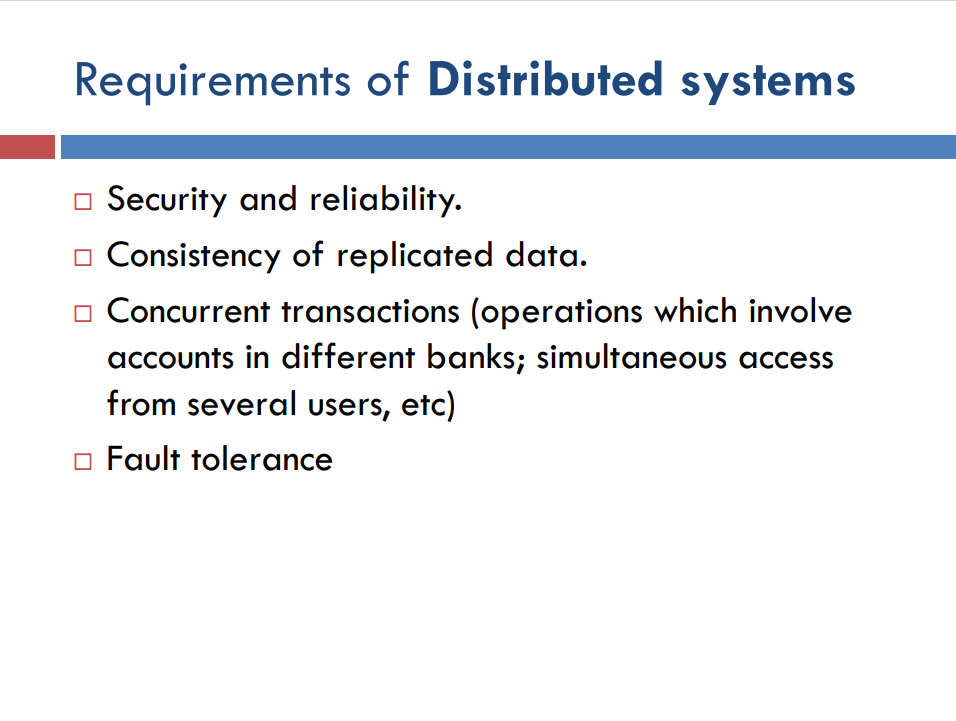 Requirements of Distributed systems
Security and reliability.
Consistency of replicated data.
Concurrent transactions (operations which involve
accounts in different banks; simultaneous access
from several users, etc)
Fault tolerance